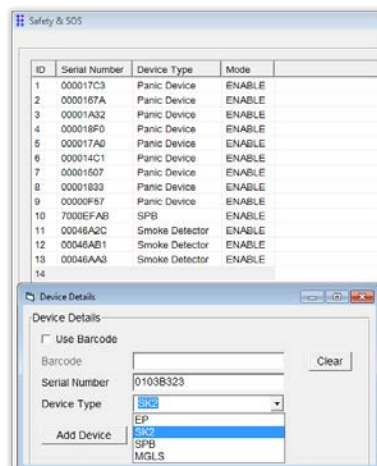 Safety & SOS
ID Serial Number Device Type Mode
1 000017C3 Panic Device ENABLE
2 0000167A Panic Device ENABLE
3 00001A32 Panic Device ENABLE
4 000018F0 Panic Device ENABLE
5 000017A0 Panic Device ENABLE
6 000014C1 Panic Device ENABLE
7 00001507 Panic Device ENABLE
8 00001833 Panic Device ENABLE
9 00000F57 Panic Device ENABLE
10 7000EFAB SPB ENABLE
11 00046A2C Smoke Detector ENABLE
12 00046AB1 Smoke Detector ENABLE
13 00046AA3 Smoke Detector ENABLE
14
Device Details
Device Details
Use Barcode
Barcode Clear
Serial Number 0103B323
Device Type SK2
EP
SK2
Add Device SPB
MGLS